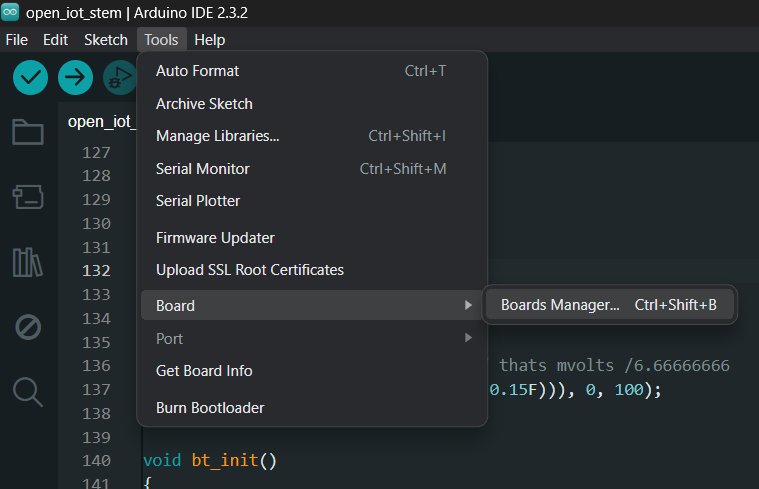 open_iot_stem | Arduino IDE 2.3.2
File Edit Sketch Tools Help
Auto Format Ctrl+T
open_iot_
Archive Sketch
Manage Libraries... Ctrl+Shift+I
Serial Monitor Ctrl+Shift+M
Serial Plotter
Firmware Updater
Upload SSL Root Certificates
Board
Boards Manager... Ctrl+Shift+B
Port
Get Board Info
Burn Bootloader
127
128
129
130
131
132
133
134
135
136 thats mvolts /6.66666666
137 0.15F))), 0, 100);
138
139
140 void bt_init()
141 {